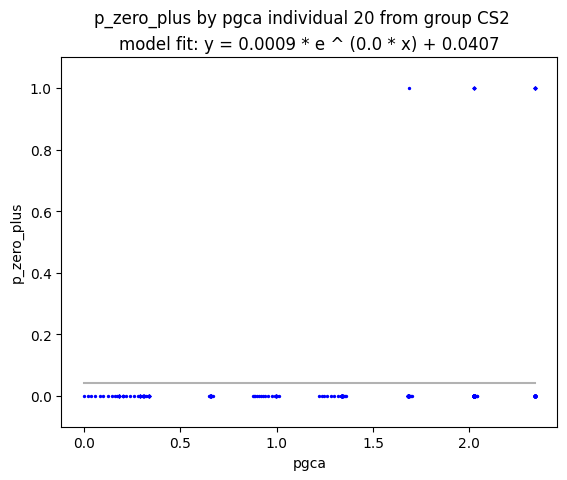 p_zero_plus by pgca individual 20 from group CS2
model fit: y = 0.0009 * e ^ (0.0 * x) + 0.0407
1.0
0.8
0.6
0.4
0.2
0.0
p_zero_plus
0.0 0.5 1.0 1.5 2.0
pgca